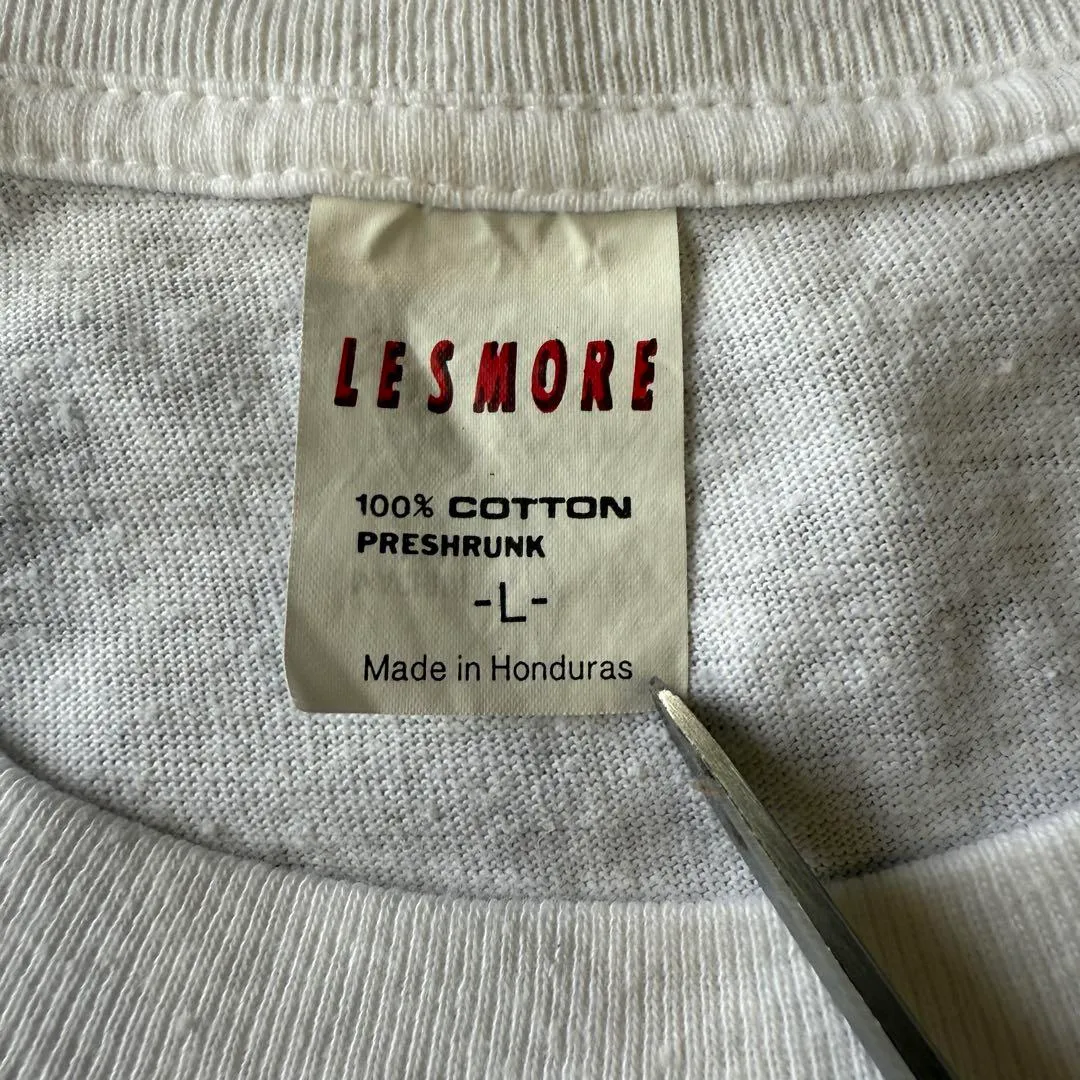 LESMORE
100% COTTON
PRESHRUNK
-L-
Made in Honduras